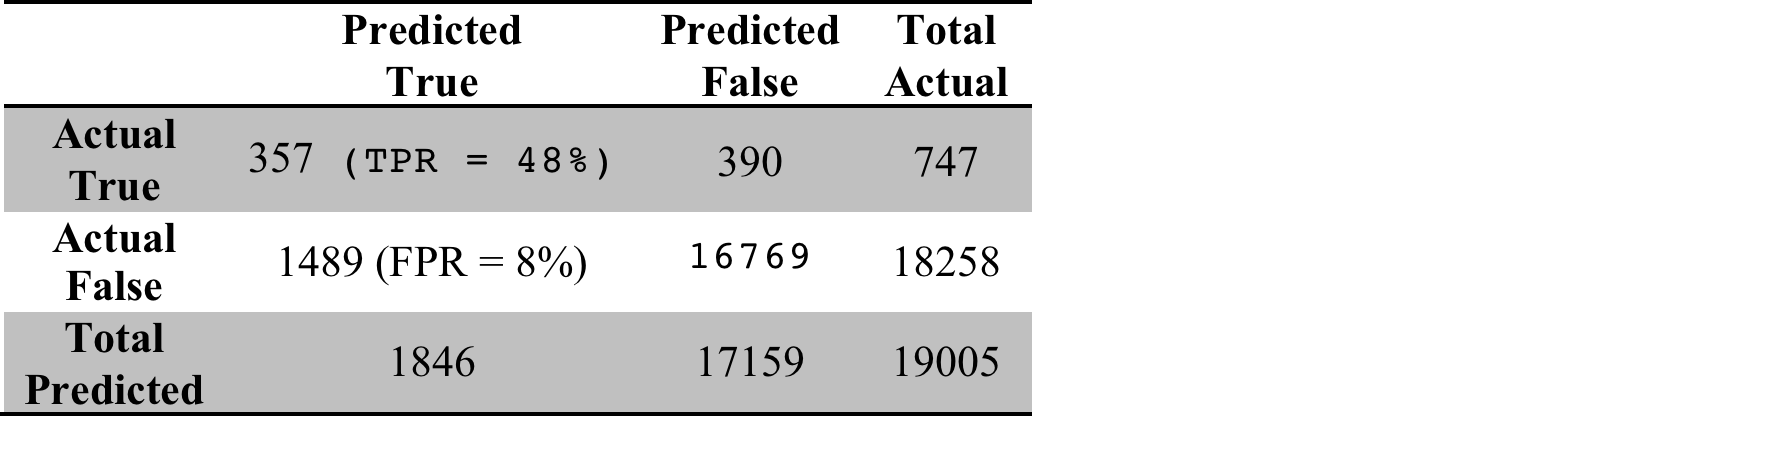 Predicted Predicted Total
True False Actual
Actual
True
357 (TPR = 48%) 390 747
Actual
False
1489 (FPR = 8%) 16769 18258
Total
Predicted
1846 17159 19005